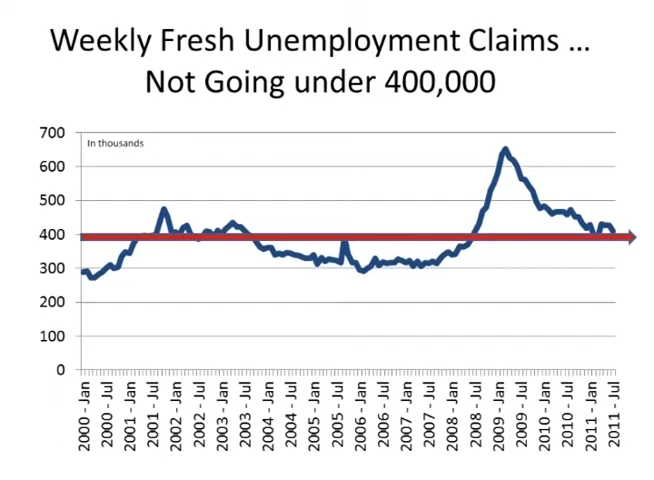 Weekly Fresh Unemployment Claims ...
Not Going under 400,000
In thousands
700
600
500
400
300
200
100
0
2000 - Jan
2000 - Jul
2001 - Jan
2001 - Jul
2002 - Jan
2002 - Jul
2003 - Jan
2003 - Jul
2004 - Jan
2004 - Jul
2005 - Jan
2005 - Jul
2006 - Jan
2006 - Jul
2007 - Jan
2007 - Jul
2008 - Jan
2008 - Jul
2009 - Jan
2009 - Jul
2010 - Jan
2010 - Jul
2011 - Jan
2011 - Jul